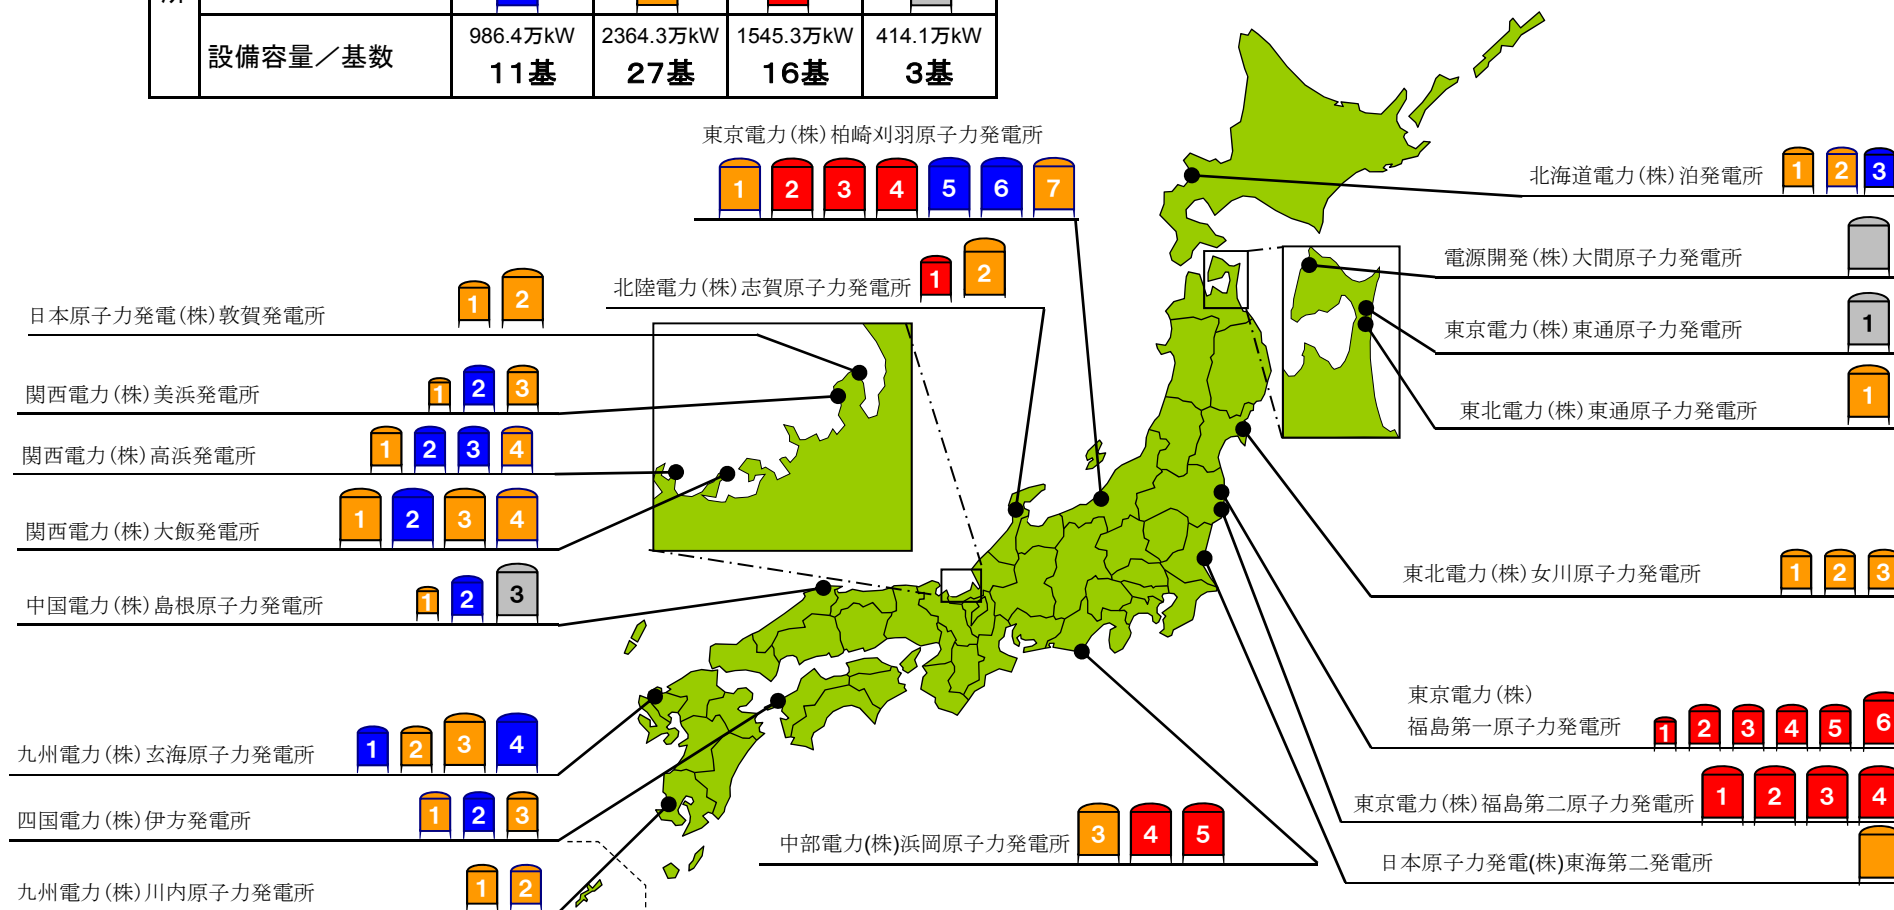 設備容量／基数
986.4万kW 2364.3万kW 1545.3万kW 414.1万kW
11基 27基 16基 3基
東京電力(株)柏崎刈羽原子力発電所
1 2 3 4 5 6 7
北海道電力(株)泊発電所 1 2 3
電源開発(株)大間原子力発電所
東京電力(株)東通原子力発電所 1
東北電力(株)東通原子力発電所 1
北陸電力(株)志賀原子力発電所 1 2
日本原子力発電(株)敦賀発電所 1 2
関西電力(株)美浜発電所 1 2 3
関西電力(株)高浜発電所 1 2 3 4
関西電力(株)大飯発電所 1 2 3 4
中国電力(株)島根原子力発電所 1 2 3
東北電力(株)女川原子力発電所 1 2 3
東京電力(株)
福島第一原子力発電所 1 2 3 4 5 6
東京電力(株)福島第二原子力発電所 1 2 3 4
日本原子力発電(株)東海第二発電所
九州電力(株)玄海原子力発電所 1 2 3 4
四国電力(株)伊方発電所 1 2 3
九州電力(株)川内原子力発電所 1 2
中部電力(株)浜岡原子力発電所 3 4 5